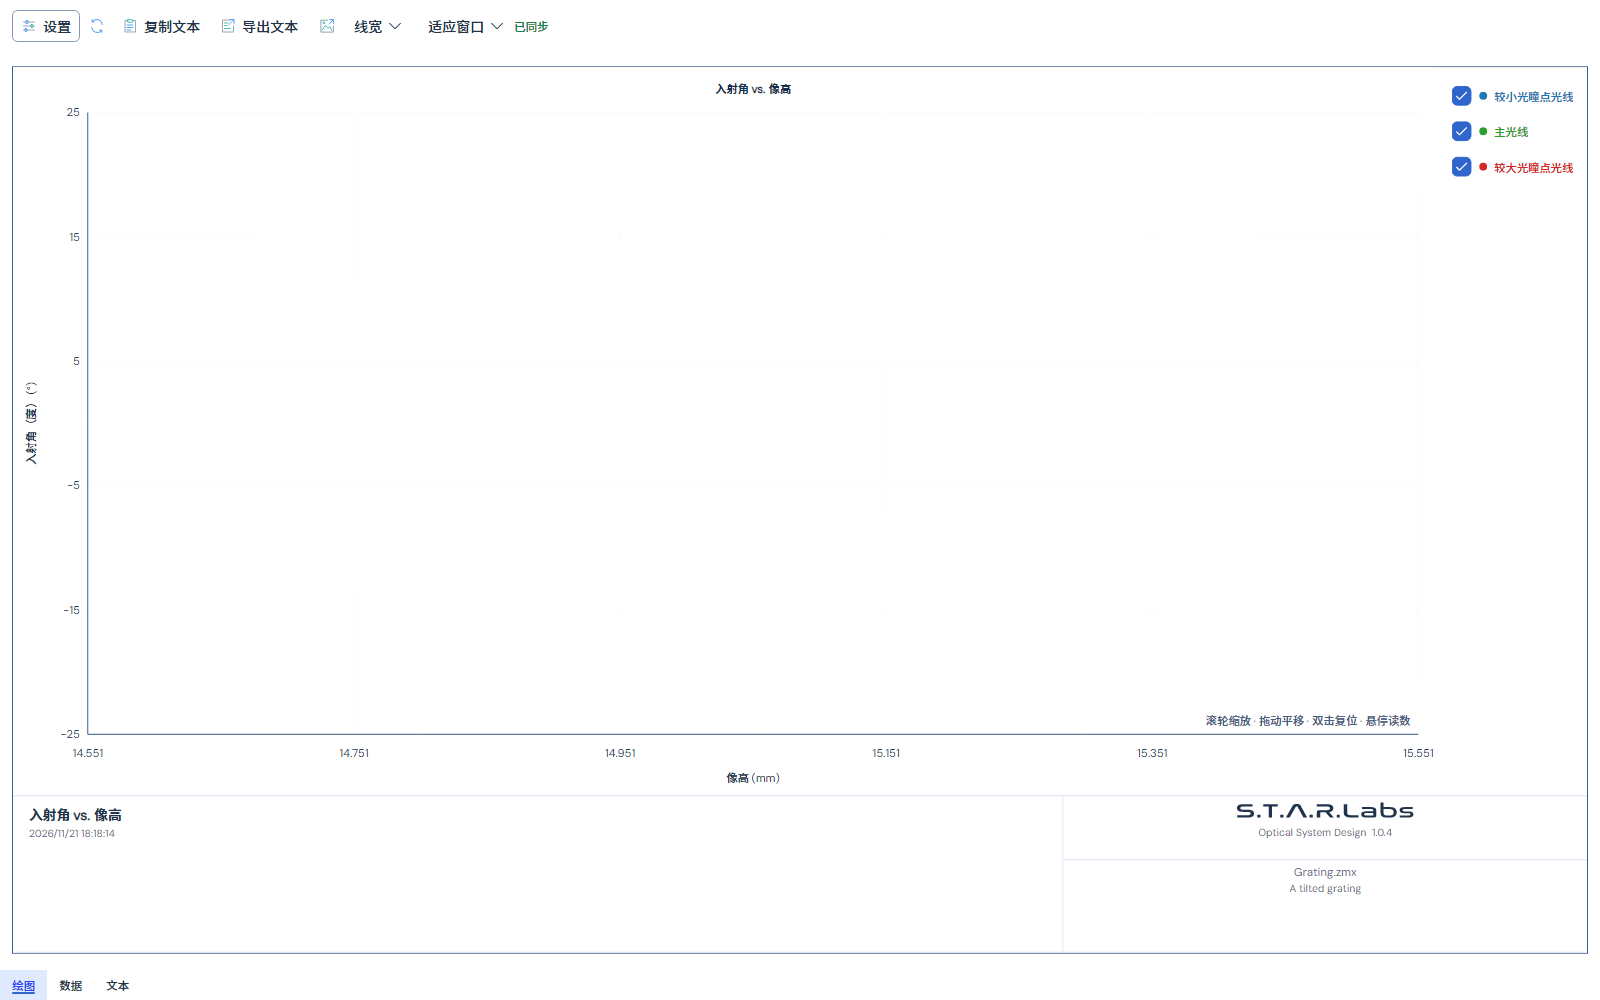 设置 复制文本 导出文本 线宽 适应窗口 已同步
入射角 vs. 像高
较小光瞳点光线
主光线
较大光瞳点光线
25
15
5
-5
-15
-25
入射角（度）(°)
滚轮缩放 · 拖动平移 · 双击复位 · 悬停读数
14.551 14.751 14.951 15.151 15.351 15.551
像高 (mm)
入射角 vs. 像高
2026/11/21 18:18:14
S.T.A.R.Labs
Optical System Design 1.0.4
Grating.zmx
A tilted grating
绘图 数据 文本